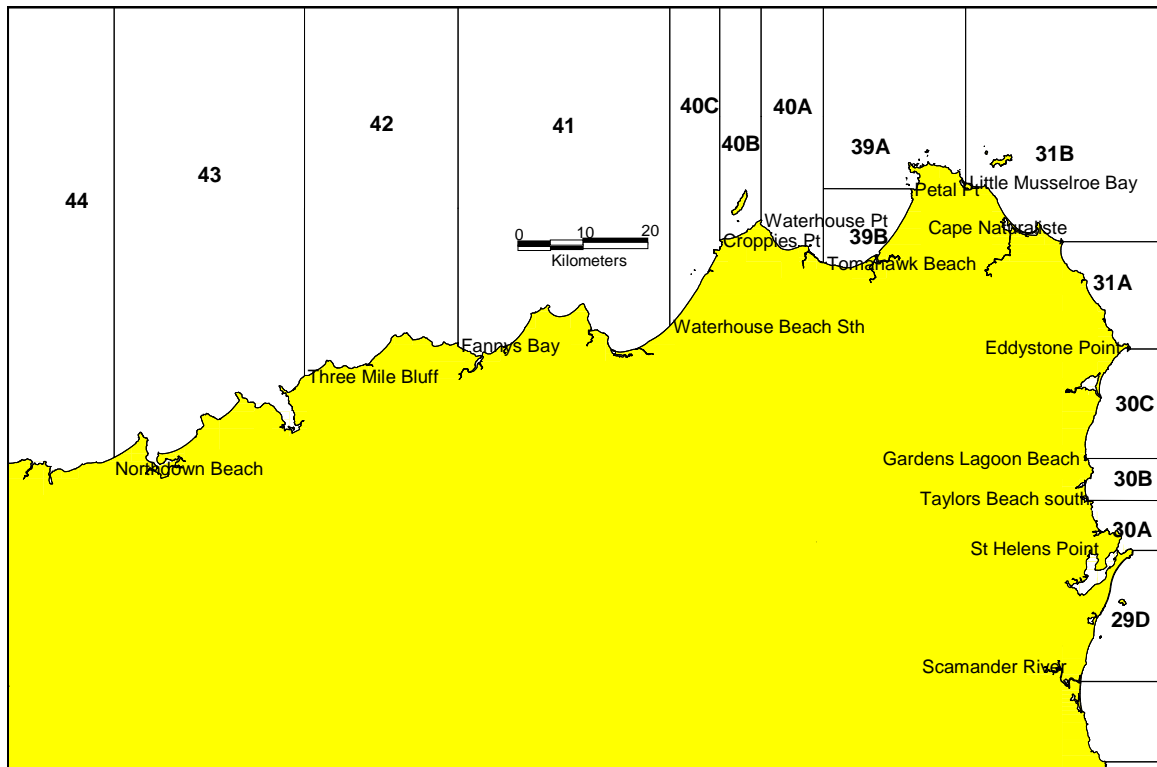 44
43
42
41
40C
40B
40A
39A
31B
Little Musselroe Bay
Petal Pt
Waterhouse Pt
Cape Naturaliste
39B
Croppies Pt
0 10 20
Kilometers
Tomahawk Beach
31A
Waterhouse Beach Sth
Fannys Bay
Eddystone Point
Three Mile Bluff
30C
Northdown Beach
Gardens Lagoon Beach
30B
Taylors Beach south
30A
St Helens Point
29D
Scamander River